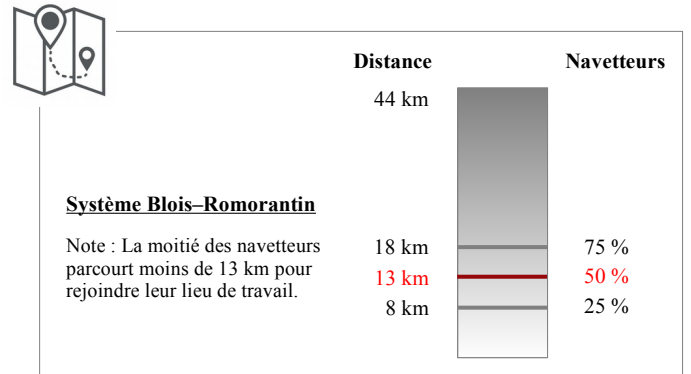 Distance Navetteurs
44 km
Système Blois–Romorantin
Note : La moitié des navetteurs
parcourt moins de 13 km pour
rejoindre leur lieu de travail.
18 km 75 %
13 km 50 %
8 km 25 %